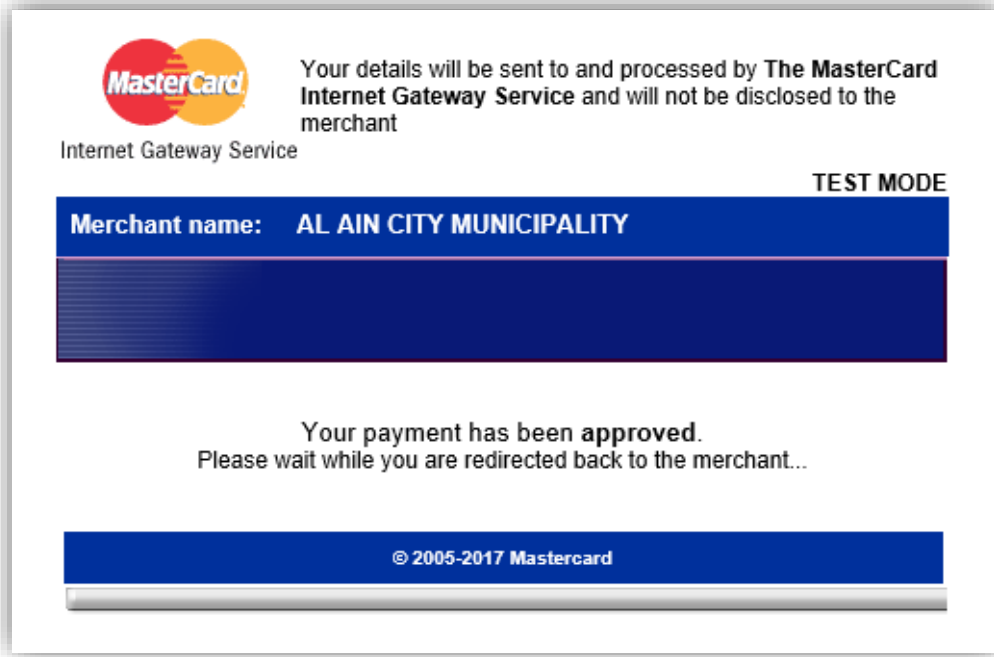 MasterCard
Internet Gateway Service
Your details will be sent to and processed by The MasterCard
Internet Gateway Service and will not be disclosed to the
merchant
TEST MODE
Merchant name: AL AIN CITY MUNICIPALITY
Your payment has been approved.
Please wait while you are redirected back to the merchant...
© 2005-2017 Mastercard